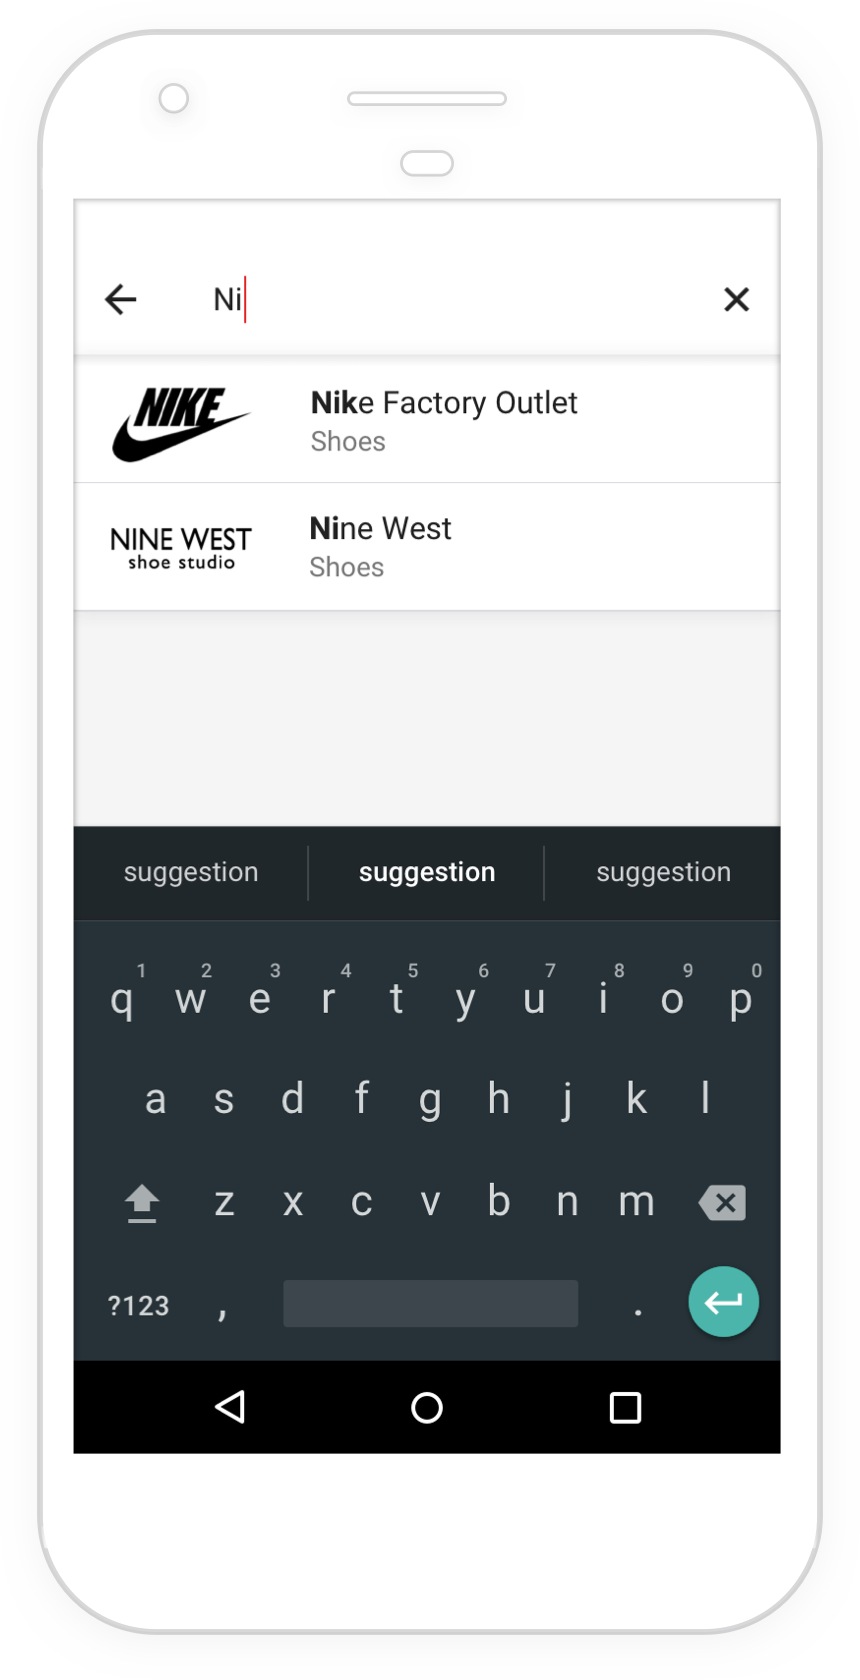 Ni
NIKE
Nike Factory Outlet
Shoes
NINE WEST
shoe studio
Nine West
Shoes
suggestion suggestion suggestion
1 2 3 4 5 6 7 8 9 0
q w e r t y u i o p
a s d f g h j k l
z x c v b n m
?123 , .